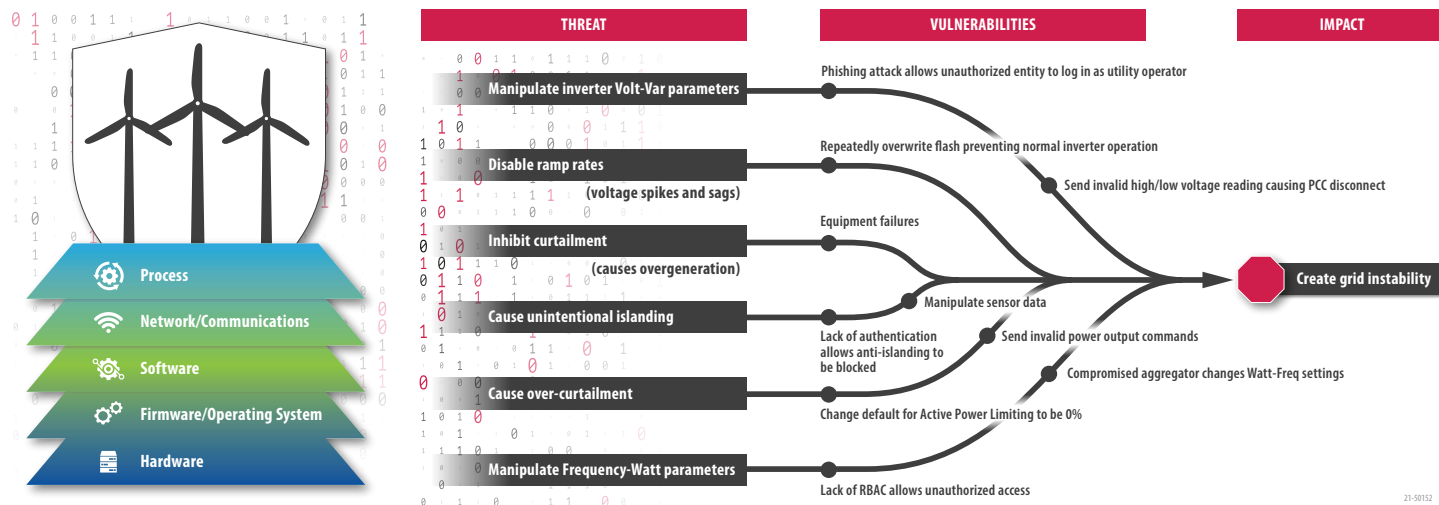 THREAT
VULNERABILITIES
IMPACT
Process
Network/Communications
Software
Firmware/Operating System
Hardware
Manipulate inverter Volt-Var parameters
Disable ramp rates
(voltage spikes and sags)
Inhibit curtailment
(causes overgeneration)
Cause unintentional islanding
Cause over-curtailment
Manipulate Frequency-Watt parameters
Phishing attack allows unauthorized entity to log in as utility operator
Repeatedly overwrite flash preventing normal inverter operation
Send invalid high/low voltage reading causing PCC disconnect
Equipment failures
Manipulate sensor data
Lack of authentication
allows anti-islanding to
be blocked
Send invalid power output commands
Compromised aggregator changes Watt-Freq settings
Change default for Active Power Limiting to be 0%
Lack of RBAC allows unauthorized access
Create grid instability
21-50152